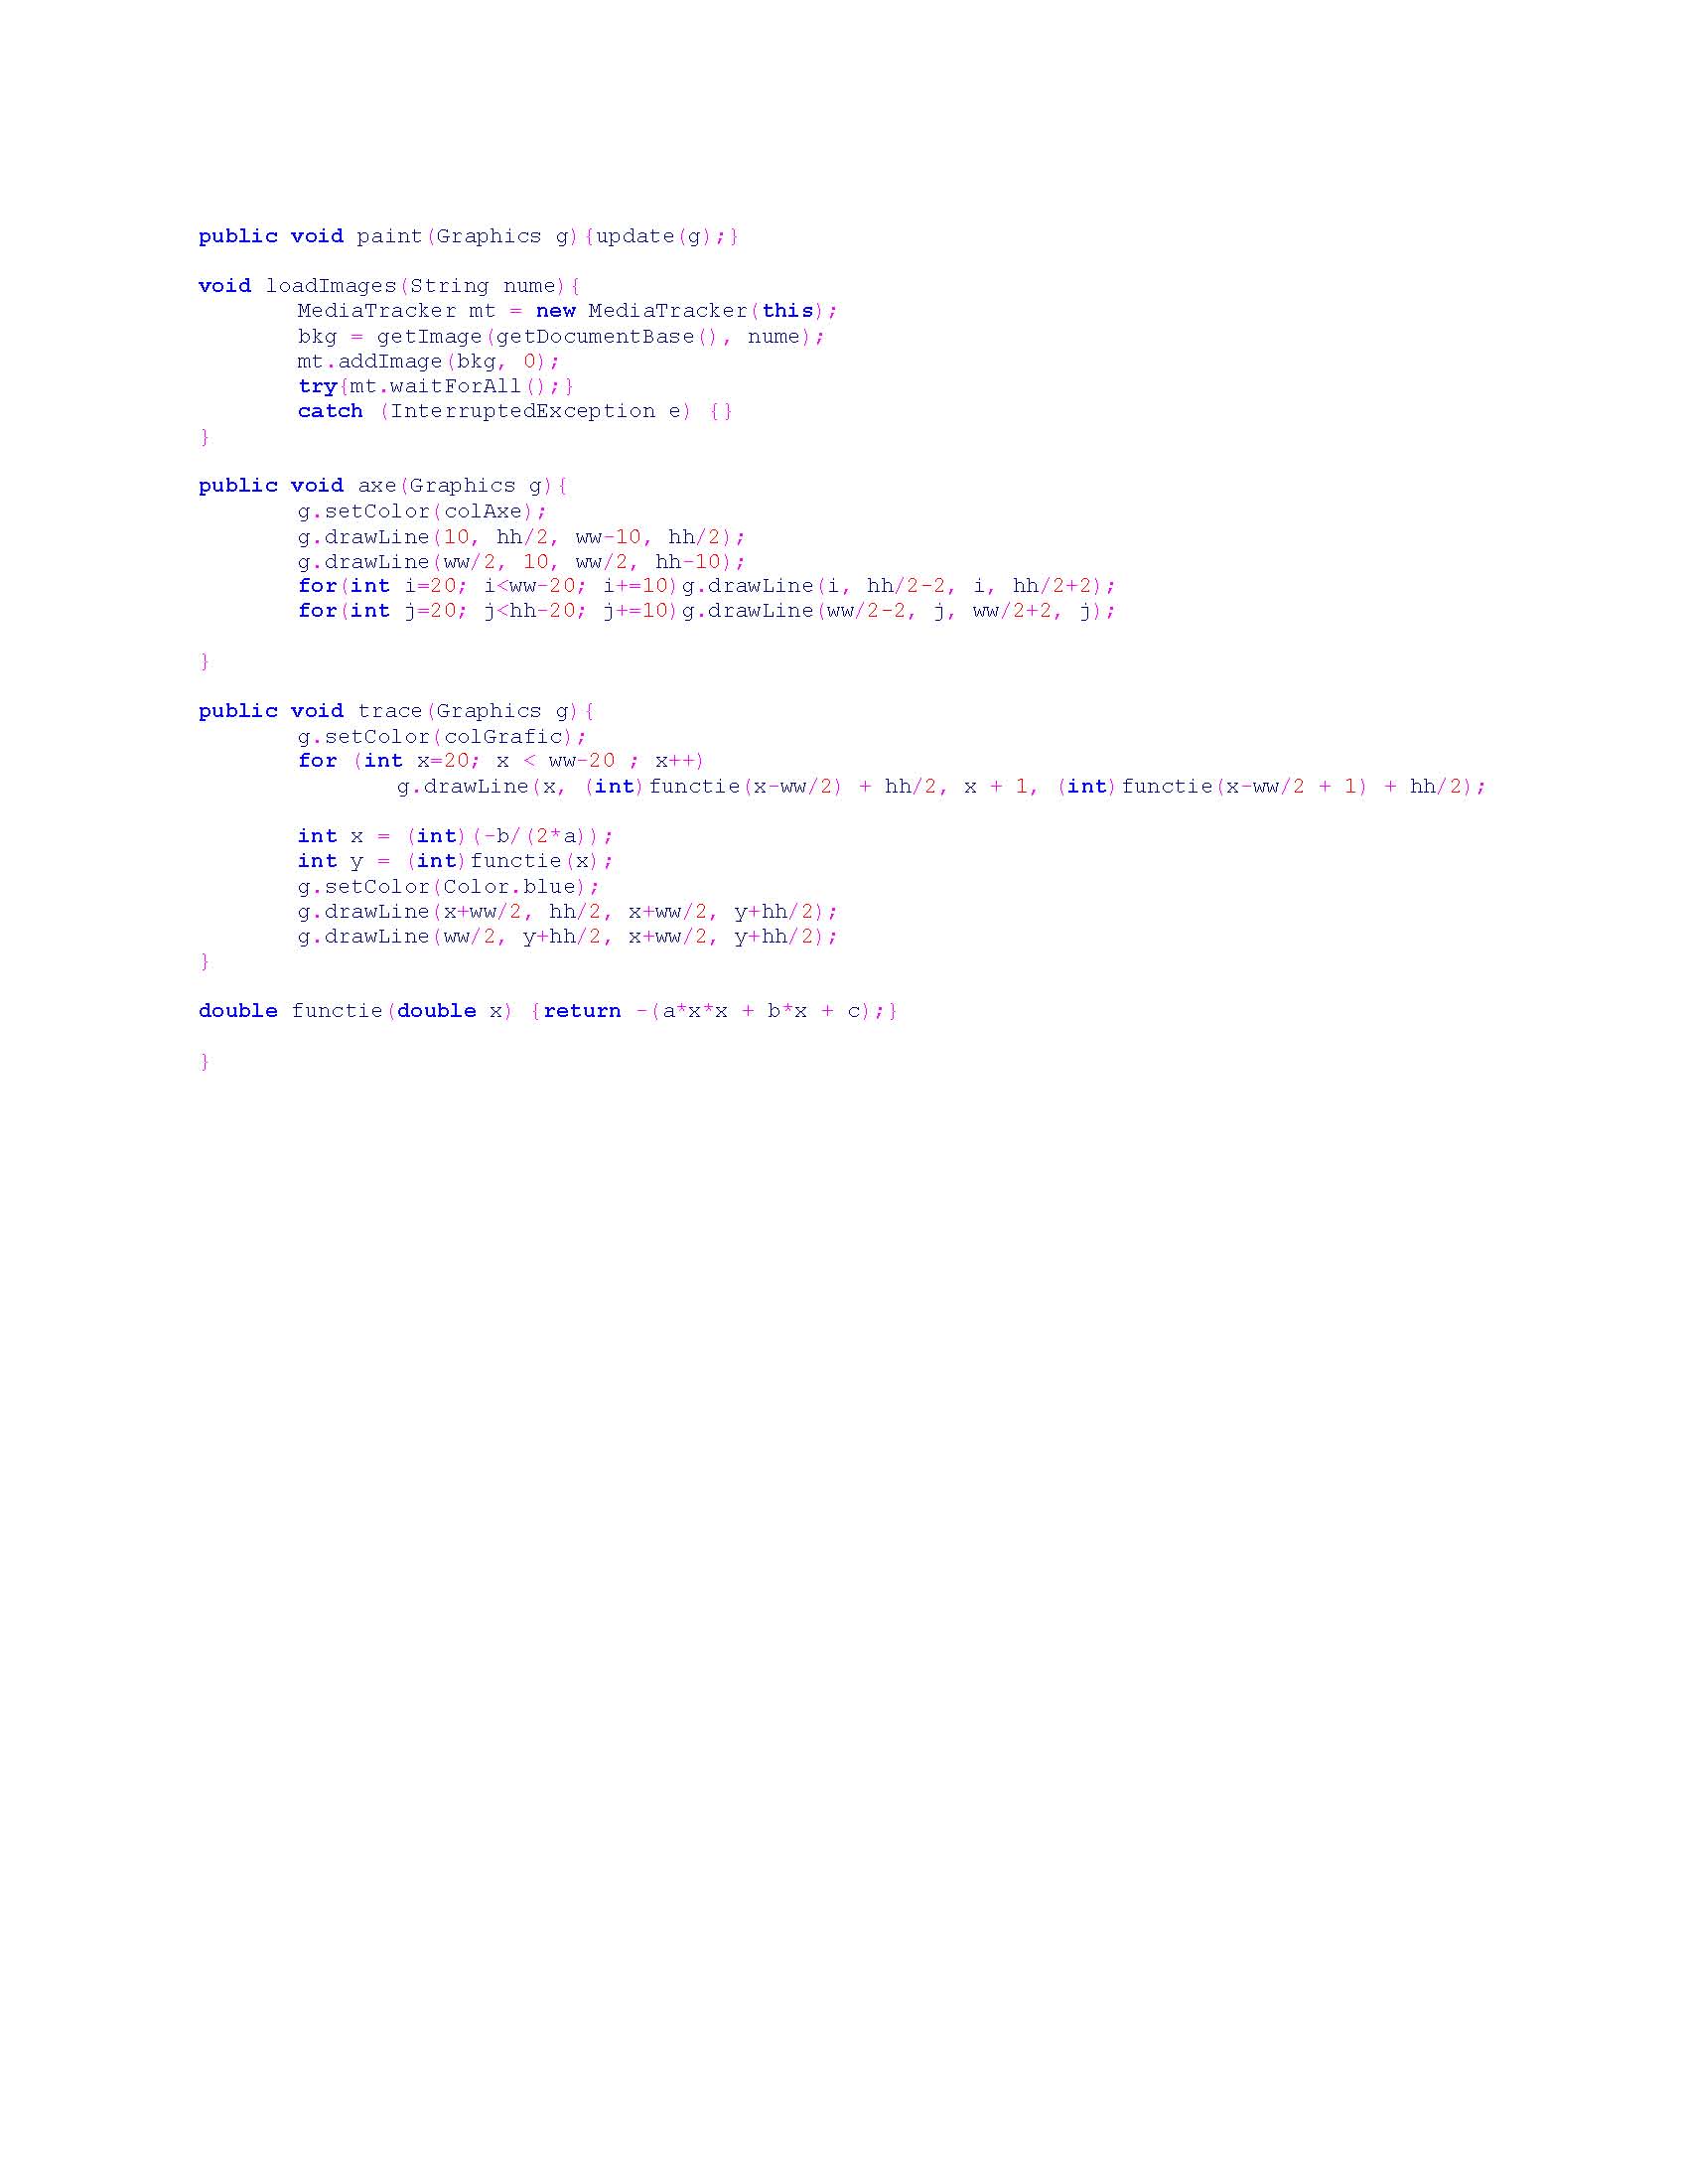 public void paint(Graphics g){update(g);}
void loadImages(String nume){
MediaTracker mt = new MediaTracker(this);
bkg = getImage(getDocumentBase(), nume);
mt.addImage(bkg, 0);
try{mt.waitForAll();}
catch (InterruptedException e) {}
}
public void axe(Graphics g){
g.setColor(colAxe);
g.drawLine(10, hh/2, ww-10, hh/2);
g.drawLine(ww/2, 10, ww/2, hh-10);
for(int i=20; i<ww-20; i+=10)g.drawLine(i, hh/2-2, i, hh/2+2);
for(int j=20; j<hh-20; j+=10)g.drawLine(ww/2-2, j, ww/2+2, j);
}
public void trace(Graphics g){
g.setColor(colGrafic);
for (int x=20; x < ww-20 ; x++)
g.drawLine(x, (int)functie(x-ww/2) + hh/2, x + 1, (int)functie(x-ww/2 + 1) + hh/2);
int x = (int)(-b/(2*a));
int y = (int)functie(x);
g.setColor(Color.blue);
g.drawLine(x+ww/2, hh/2, x+ww/2, y+hh/2);
g.drawLine(ww/2, y+hh/2, x+ww/2, y+hh/2);
}
double functie(double x) {return -(a*x*x + b*x + c);}
}